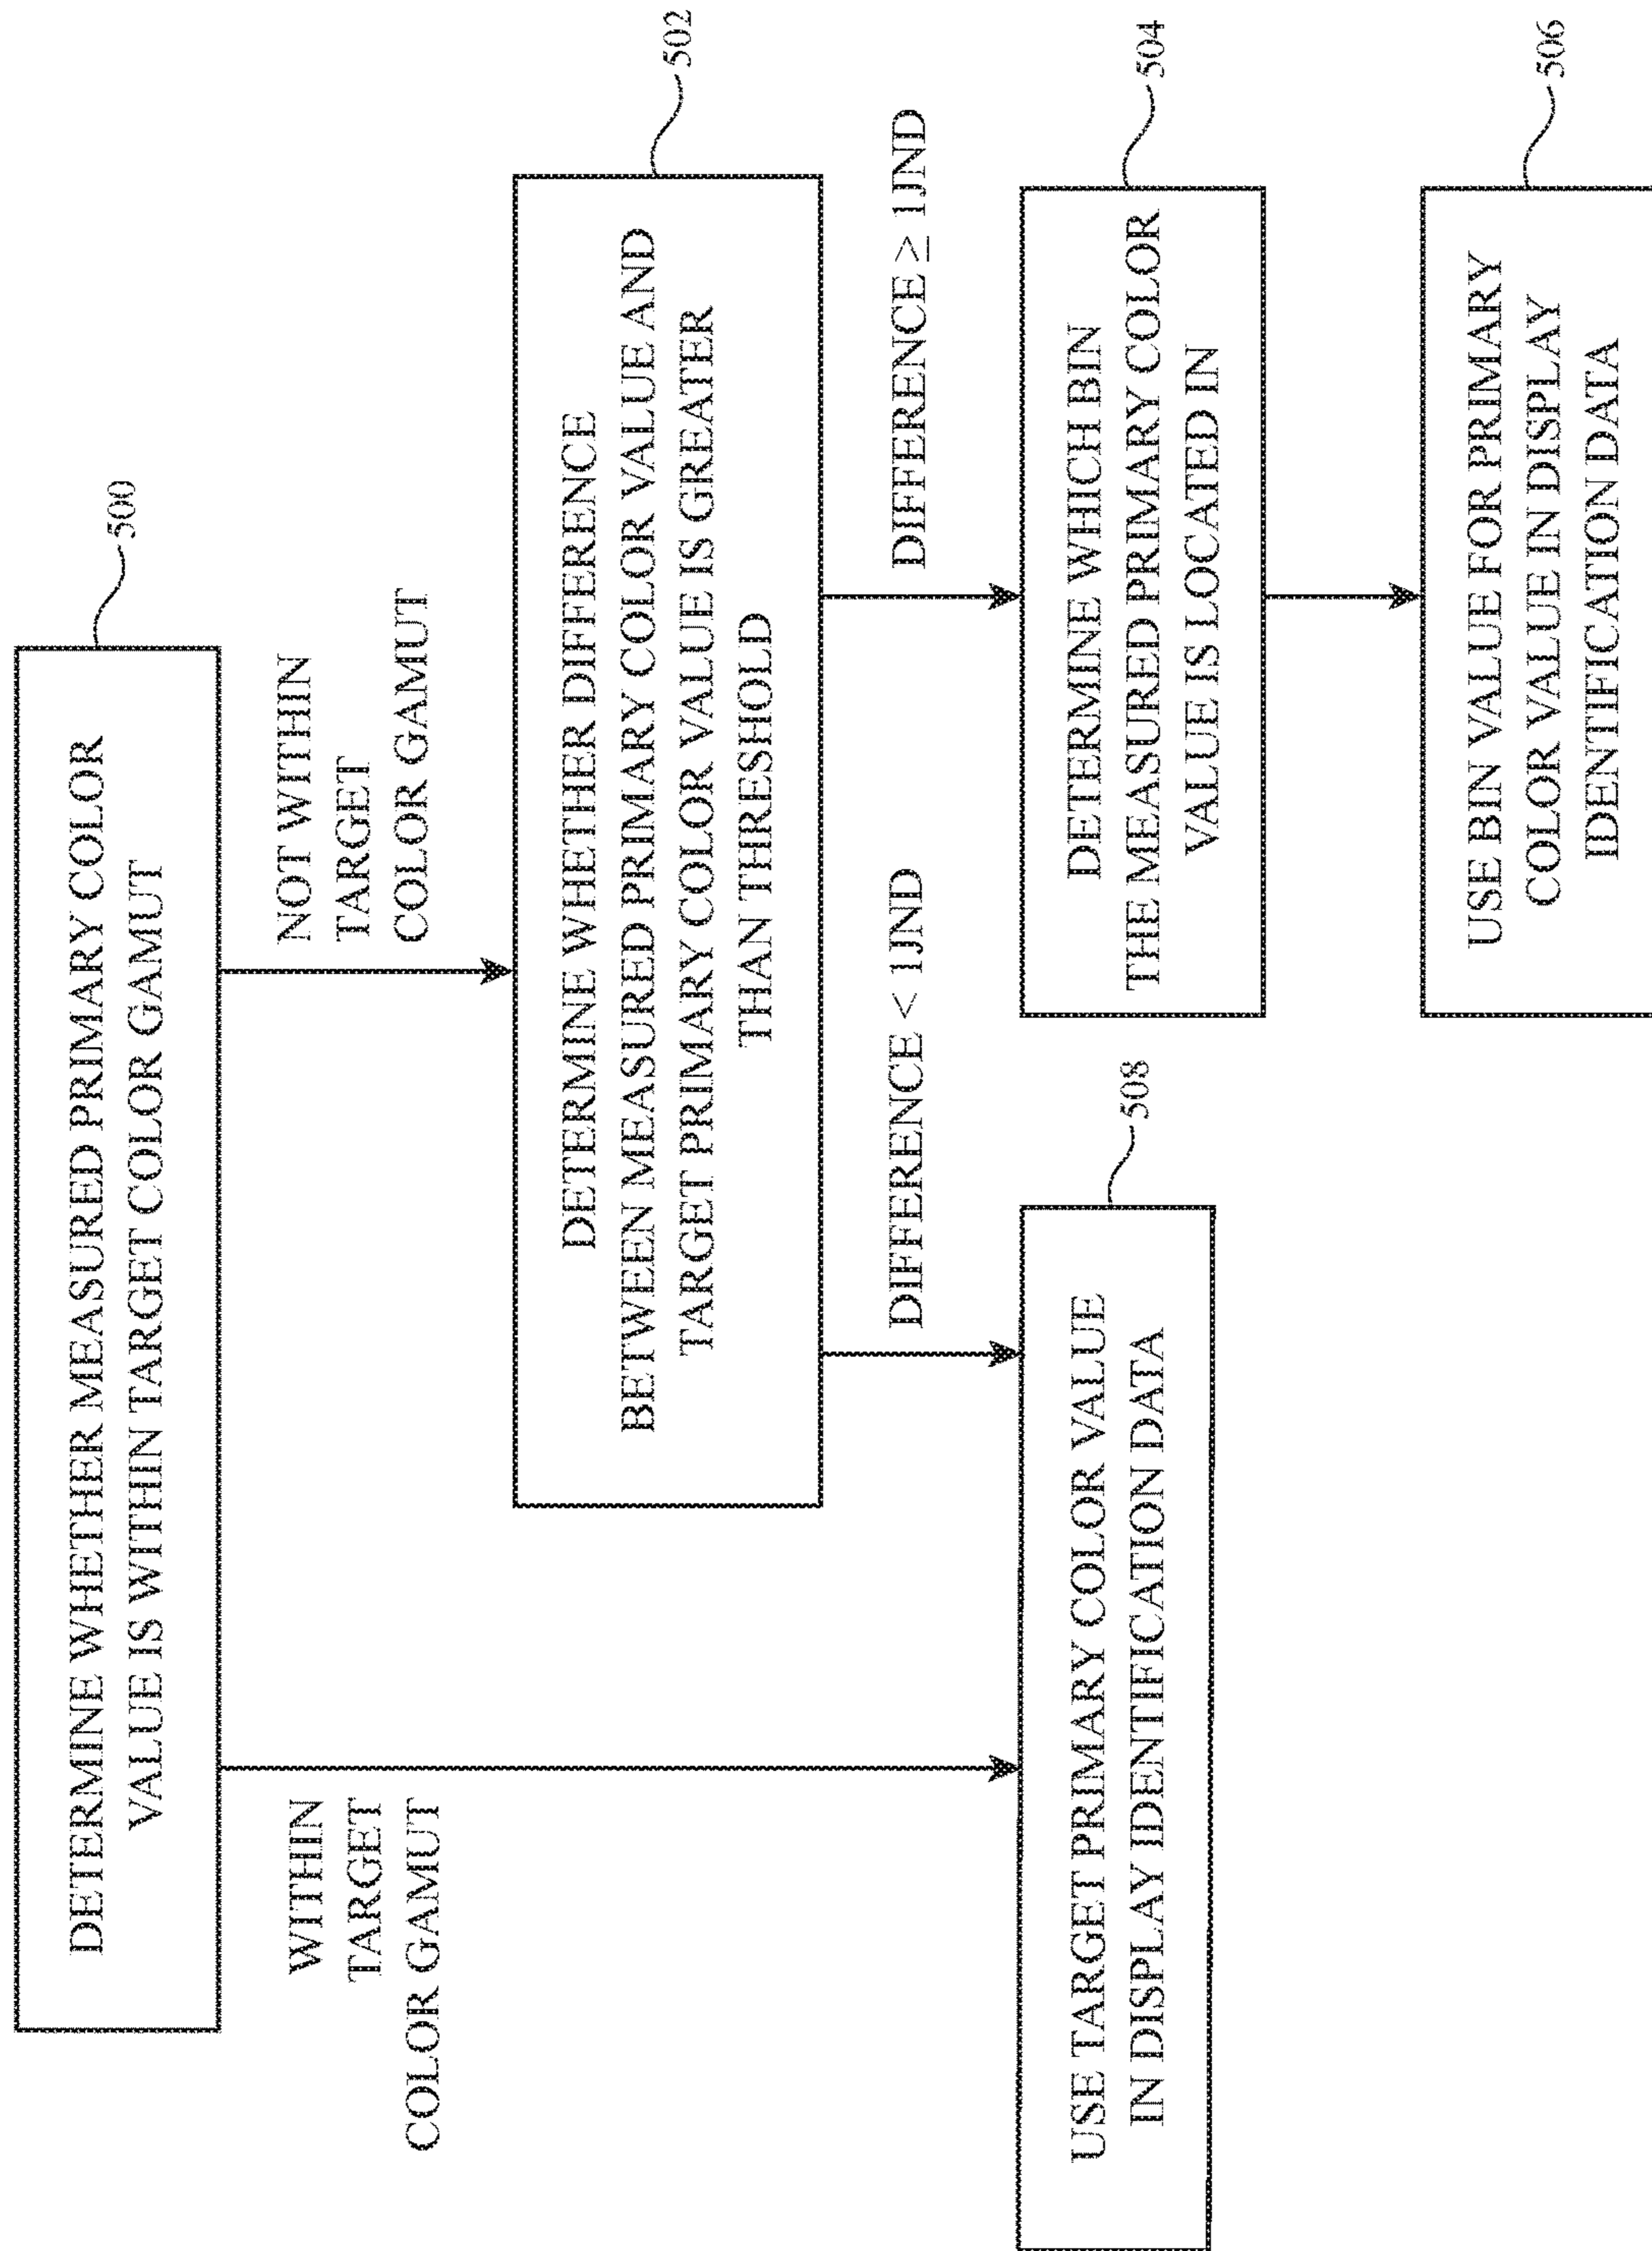 DETERMINE WHETHER MEASURED PRIMARY COLOR
VALUE IS WITHIN TARGET COLOR GAMUT
500
WITHIN
TARGET
COLOR GAMUT
NOT WITHIN
TARGET
COLOR GAMUT
DETERMINE WHETHER DIFFERENCE
BETWEEN MEASURED PRIMARY COLOR VALUE AND
TARGET PRIMARY COLOR VALUE IS GREATER
THAN THRESHOLD
502
DIFFERENCE < 1JND
DIFFERENCE ≥ 1JND
USE TARGET PRIMARY COLOR VALUE
IN DISPLAY IDENTIFICATION DATA
508
DETERMINE WHICH BIN
THE MEASURED PRIMARY COLOR
VALUE IS LOCATED IN
504
USE BIN VALUE FOR PRIMARY
COLOR VALUE IN DISPLAY
IDENTIFICATION DATA
506